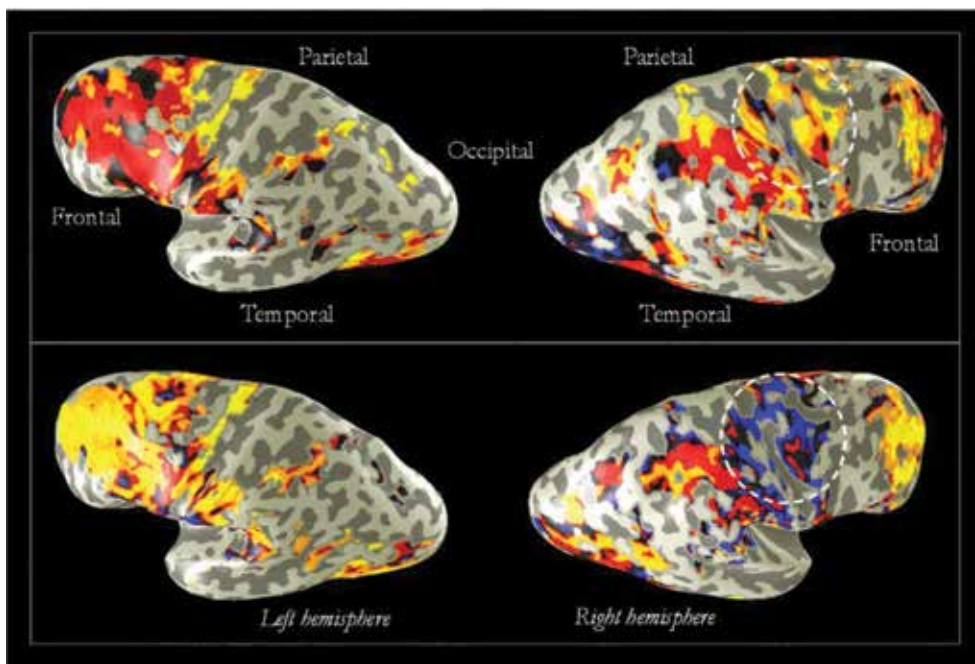 Parietal
Parietal
Occipital
Frontal
Frontal
Temporal
Temporal
Left hemisphere
Right hemisphere